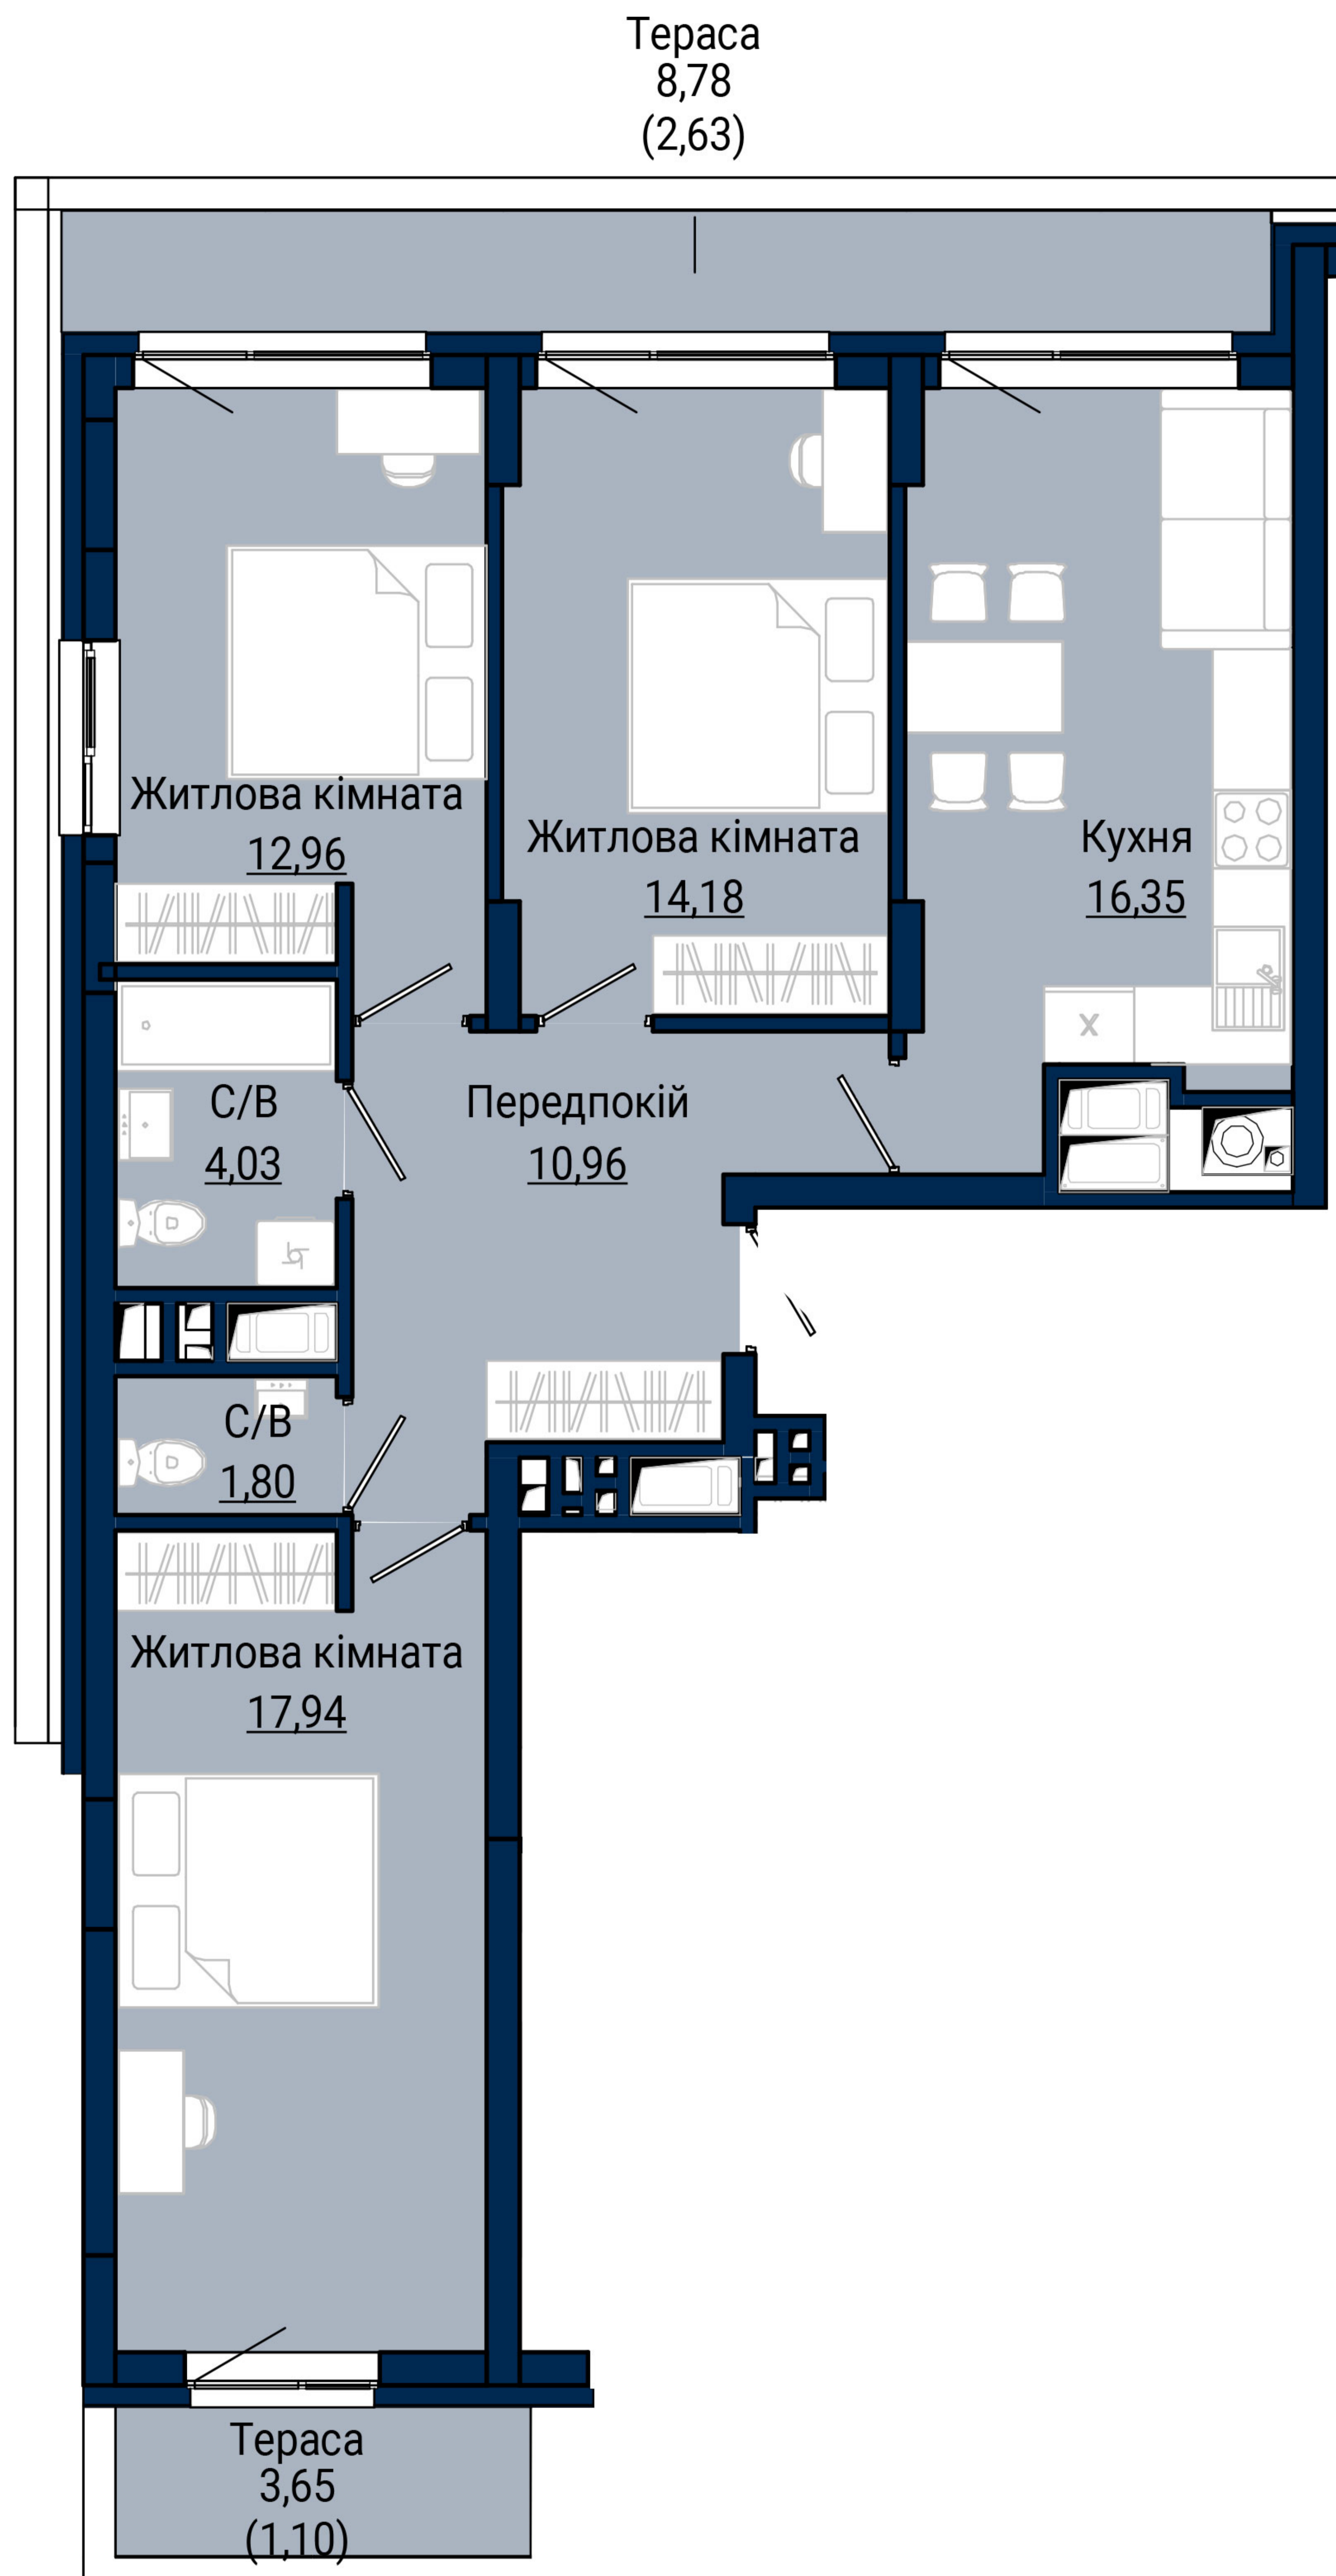 Тераса
8,78
(2,63)
Житлова кімната
12,96
Житлова кімната
14,18
Кухня
16,35
X
С/В
4,03
Передпокій
10,96
С/В
1,80
Житлова кімната
17,94
Тераса
3,65
(1,10)